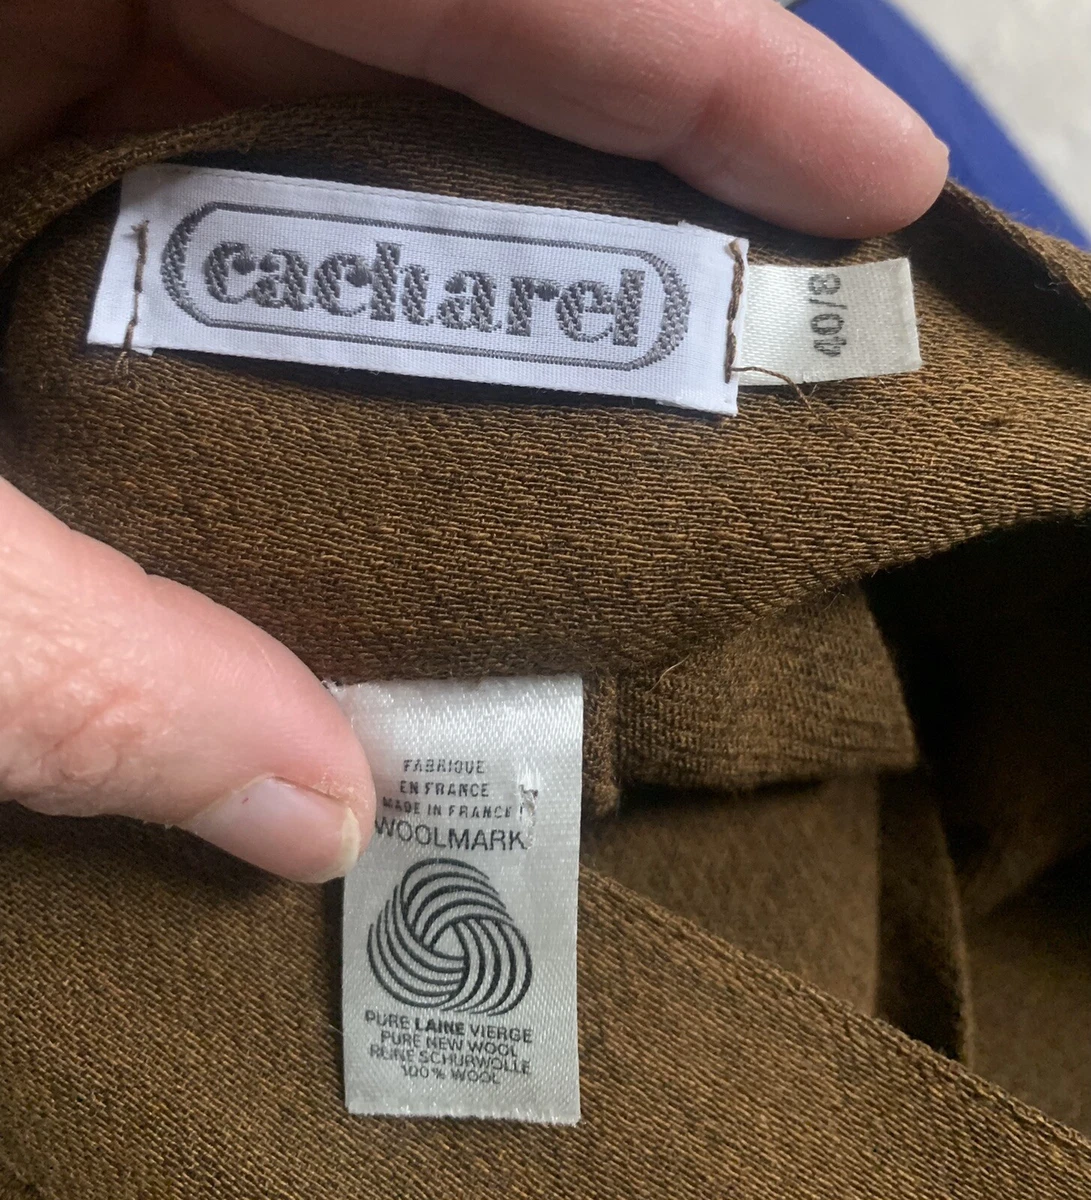 cacharel
40/8
FABRIQUE
EN FRANCE
MADE IN FRANCE
WOOLMARK
PURE LAINE VIERGE
PURE NEW WOOL
REINE SCHURWOLLE
100% WOOL